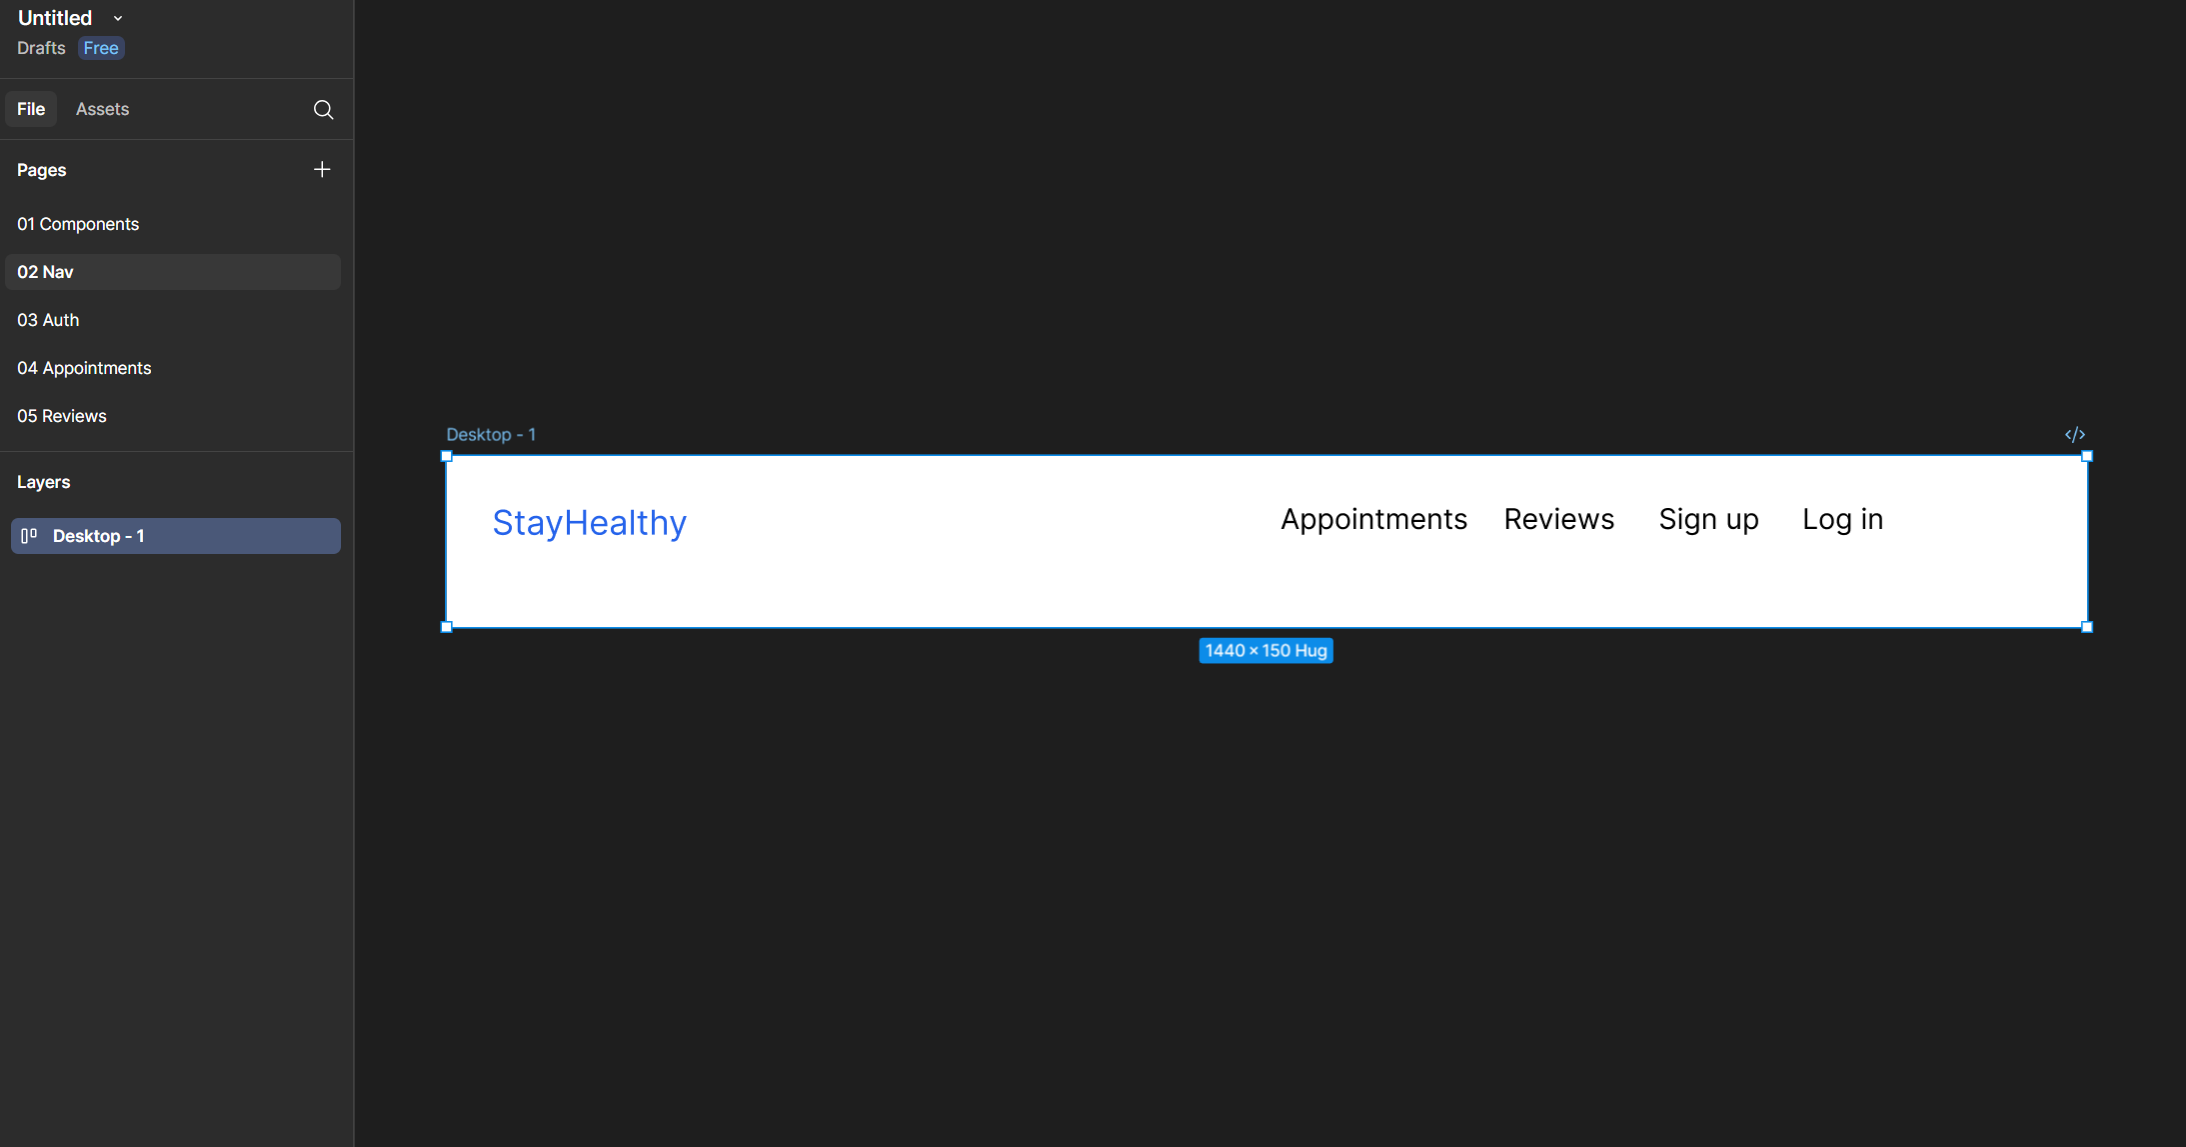 Untitled
Drafts Free
File Assets
Pages
01 Components
02 Nav
03 Auth
04 Appointments
05 Reviews
Layers
Desktop - 1
Desktop - 1
StayHealthy Appointments Reviews Sign up Log in
1440 × 150 Hug